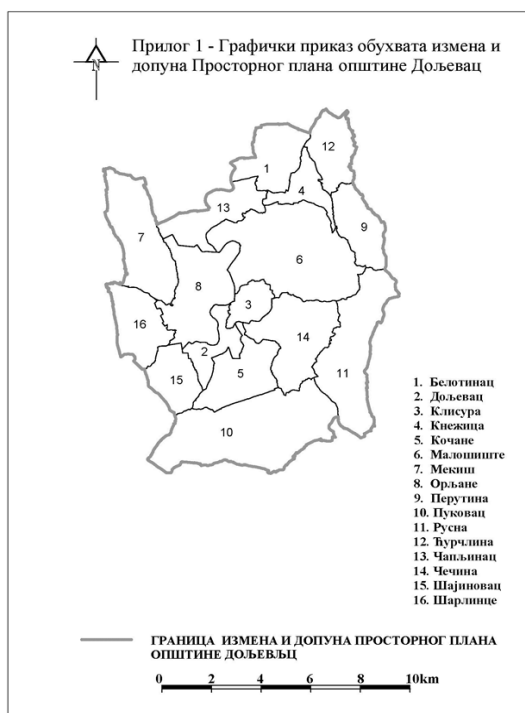 Прилог 1 - Графички приказ обухвата измена и
допуна Просторног плана општине Дољевац
N
12
1
4
13
9
7
6
8
3
16
14
2
5
15
11
10
1. Белотинац
2. Дољевац
3. Клисура
4. Кнежица
5. Кочане
6. Малошиште
7. Мекиш
8. Орљане
9. Перутина
10. Пуковац
11. Русна
12. Ћурчлина
13. Чапљинац
14. Чечина
15. Шајиновац
16. Шарлинце
ГРАНИЦА ИЗМЕНА И ДОПУНА ПРОСТОРНОГ ПЛАНА
ОПШТИНЕ ДОЉЕВЉЦ
0 2 4 6 8 10km